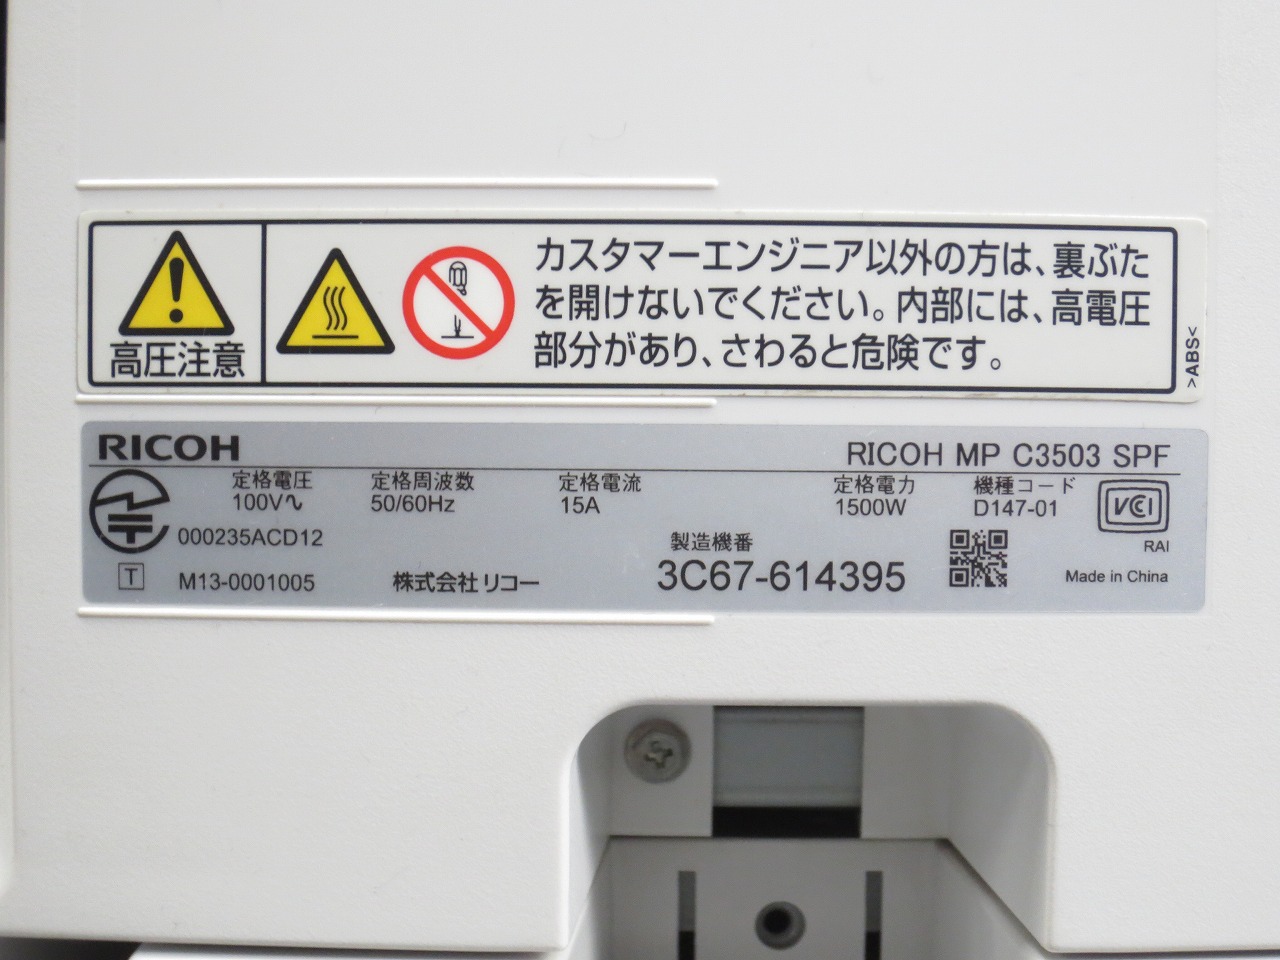 高圧注意
カスタマーエンジニア以外の方は、裏ぶた
を開けないでください。内部には、高電圧
部分があり、さわると危険です。
>ABS<
RICOH
RICOH MP C3503 SPF
定格電圧 定格周波数 定格電流 定格電力 機種コード
100V∿ 50/60Hz 15A 1500W D147-01
VCCI
000235ACD12
製造機番
RAI
T M13-0001005 株式会社リコー 3C67-614395 Made in China